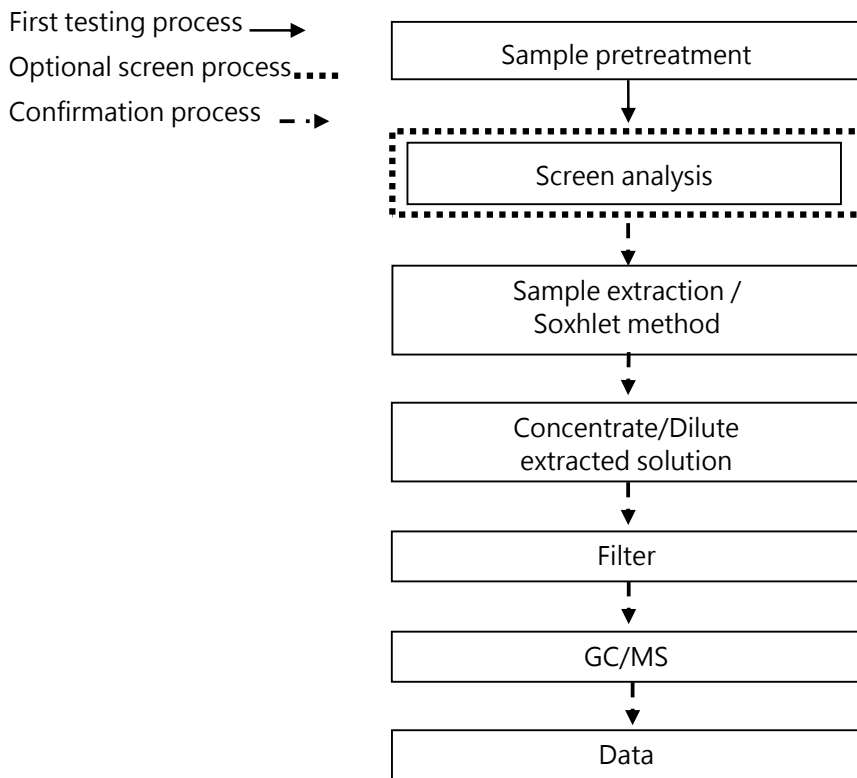 First testing process
Optional screen process
Confirmation process
Sample pretreatment
Screen analysis
Sample extraction /
Soxhlet method
Concentrate/Dilute
extracted solution
Filter
GC/MS
Data